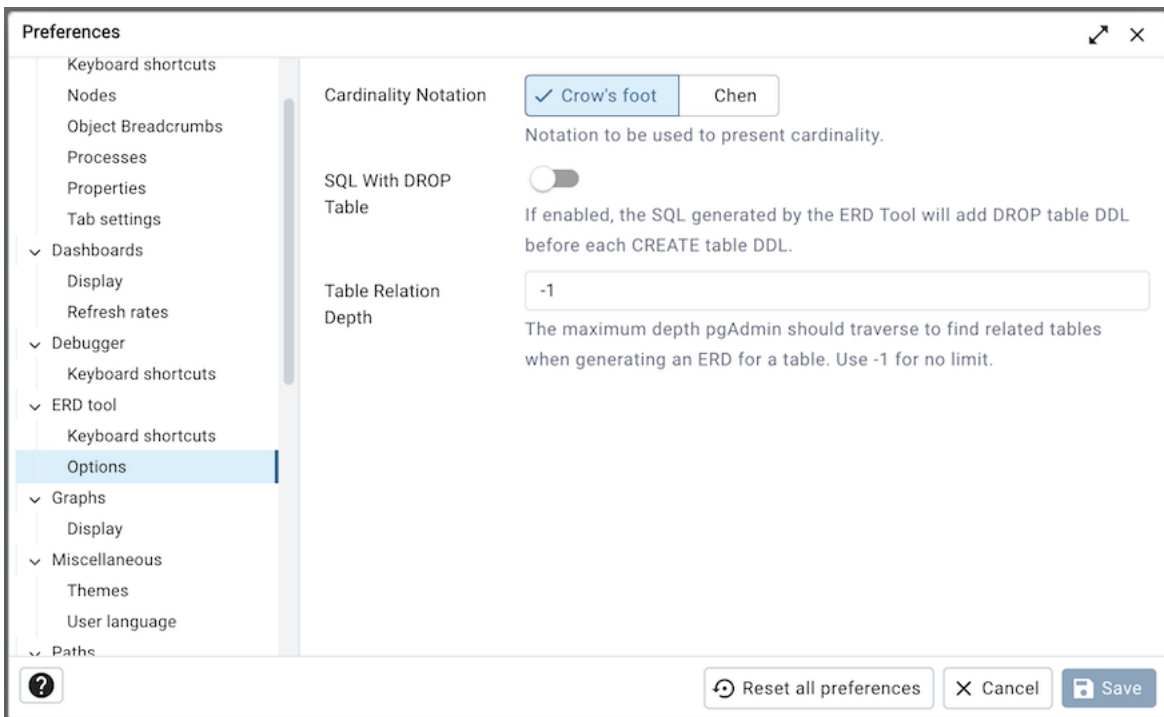 Preferences
Keyboard shortcuts
Nodes
Object Breadcrumbs
Processes
Properties
Tab settings
Dashboards
Display
Refresh rates
Debugger
Keyboard shortcuts
ERD tool
Keyboard shortcuts
Options
Graphs
Display
Miscellaneous
Themes
User language
Paths
Cardinality Notation
Crow's foot
Chen
Notation to be used to present cardinality.
SQL With DROP
Table
If enabled, the SQL generated by the ERD Tool will add DROP table DDL
before each CREATE table DDL.
Table Relation
Depth
-1
The maximum depth pgAdmin should traverse to find related tables
when generating an ERD for a table. Use -1 for no limit.
?
Reset all preferences
Cancel
Save